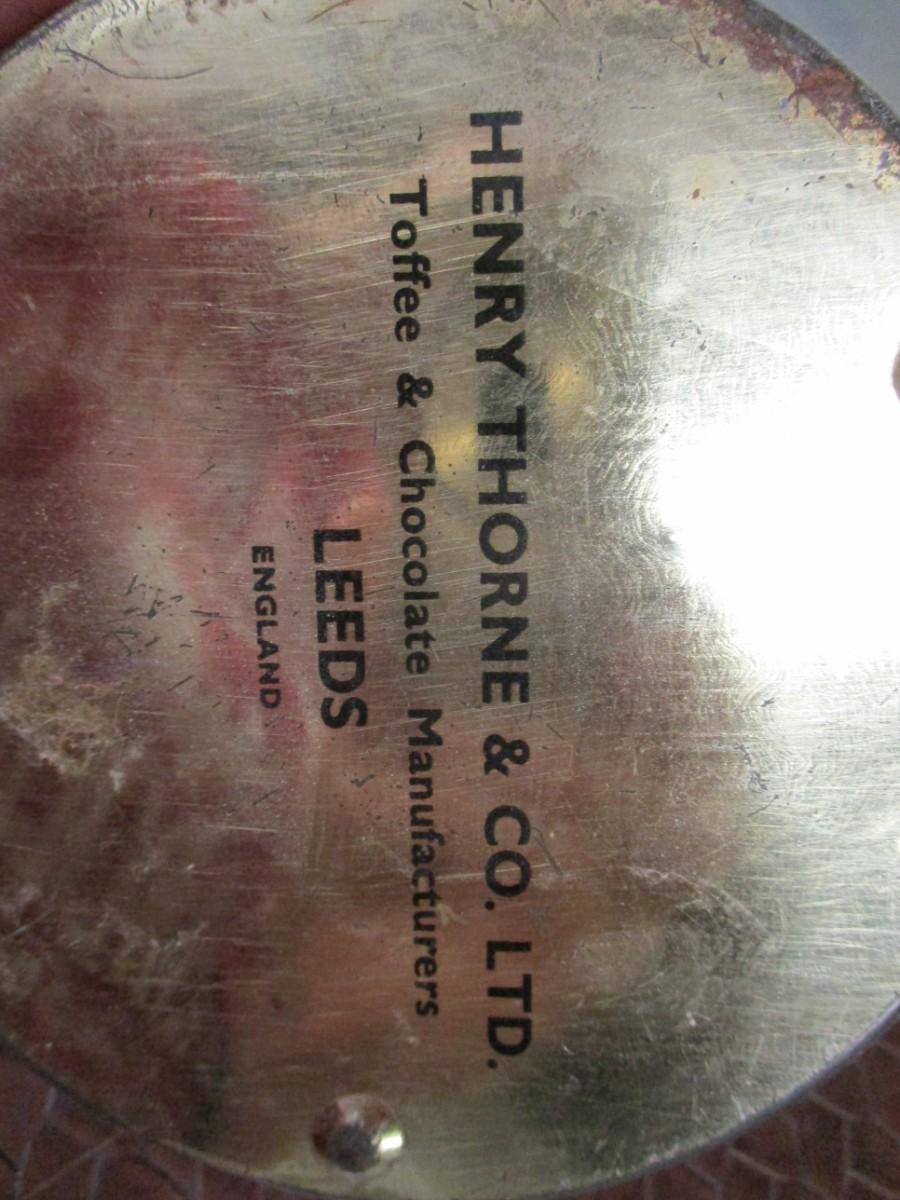 HENRY THORNE & CO. LTD.
Toffee & Chocolate Manufacturers
LEEDS
ENGLAND